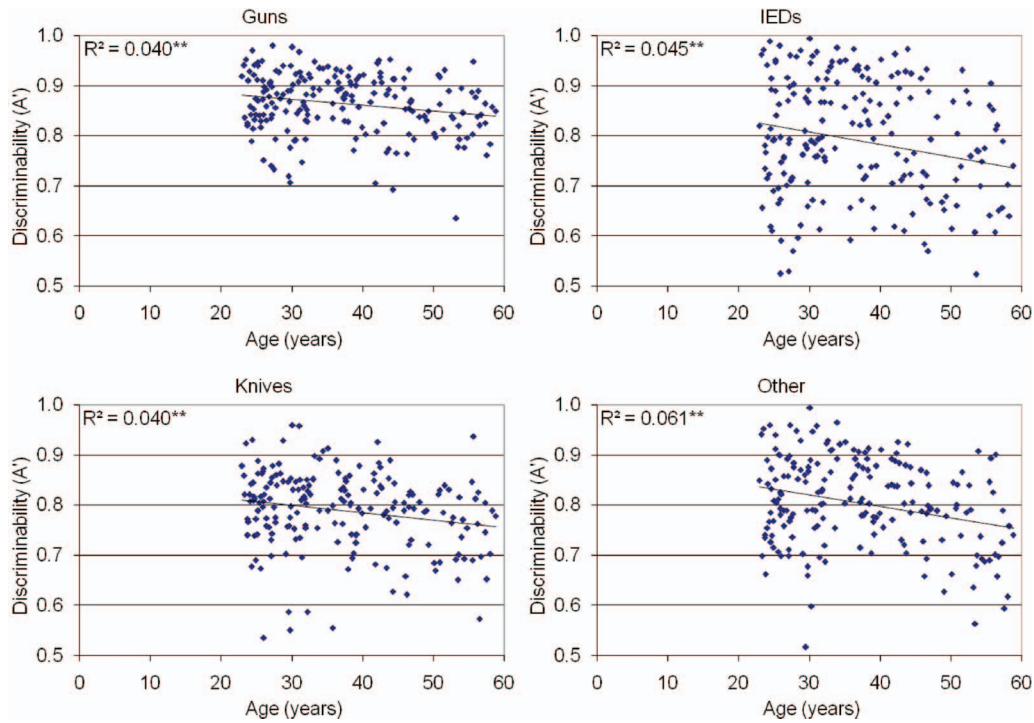 Guns
R² = 0.040**
1.0
0.9
0.8
0.7
0.6
0.5
Discriminability (A')
0 10 20 30 40 50 60
Age (years)
IEDs
R² = 0.045**
1.0
0.9
0.8
0.7
0.6
0.5
Discriminability (A')
0 10 20 30 40 50 60
Age (years)
Knives
R² = 0.040**
1.0
0.9
0.8
0.7
0.6
0.5
Discriminability (A')
0 10 20 30 40 50 60
Age (years)
Other
R² = 0.061**
1.0
0.9
0.8
0.7
0.6
0.5
Discriminability (A')
0 10 20 30 40 50 60
Age (years)